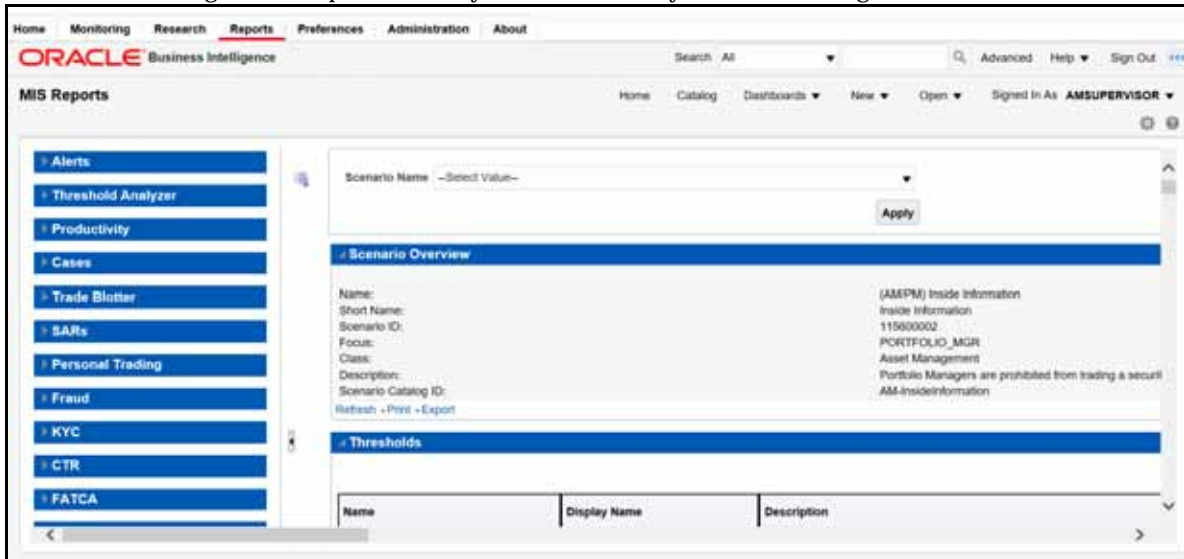 Home Monitoring Research Reports Preferences Administration About
ORACLE Business Intelligence Search All Advanced Help Sign Out
MIS Reports Home Catalog Dashboards New Open Signed In As AMSUPERVISOR
Alerts
Threshold Analyzer
Productivity
Cases
Trade Blotter
SARs
Personal Trading
Fraud
KYC
CTR
FATCA
Scenario Name --Select Value--
Apply
Scenario Overview
Name: (AM/PM) Inside Information
Short Name: Inside Information
Scenario ID: 115600002
Focus: PORTFOLIO_MGR
Class: Asset Management
Description: Portfolio Managers are prohibited from trading a securit
Scenario Catalog ID: AM-InsideInformation
Refresh - Print - Export
Thresholds
Name Display Name Description